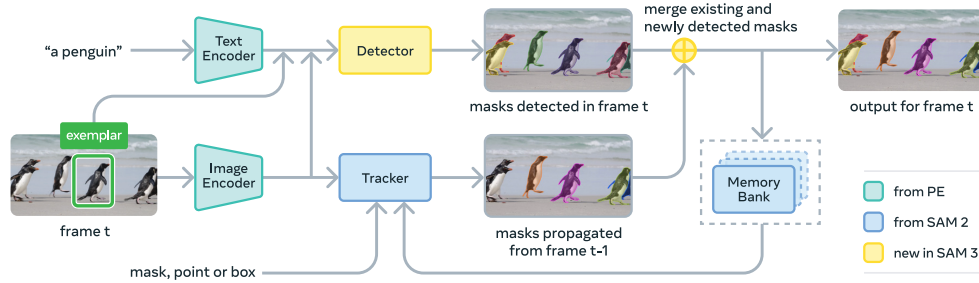 merge existing and
newly detected masks
"a penguin"
Text
Encoder
Detector
masks detected in frame t
output for frame t
exemplar
Image
Encoder
Tracker
Memory
Bank
frame t
masks propagated
from frame t-1
mask, point or box
from PE
from SAM 2
new in SAM 3